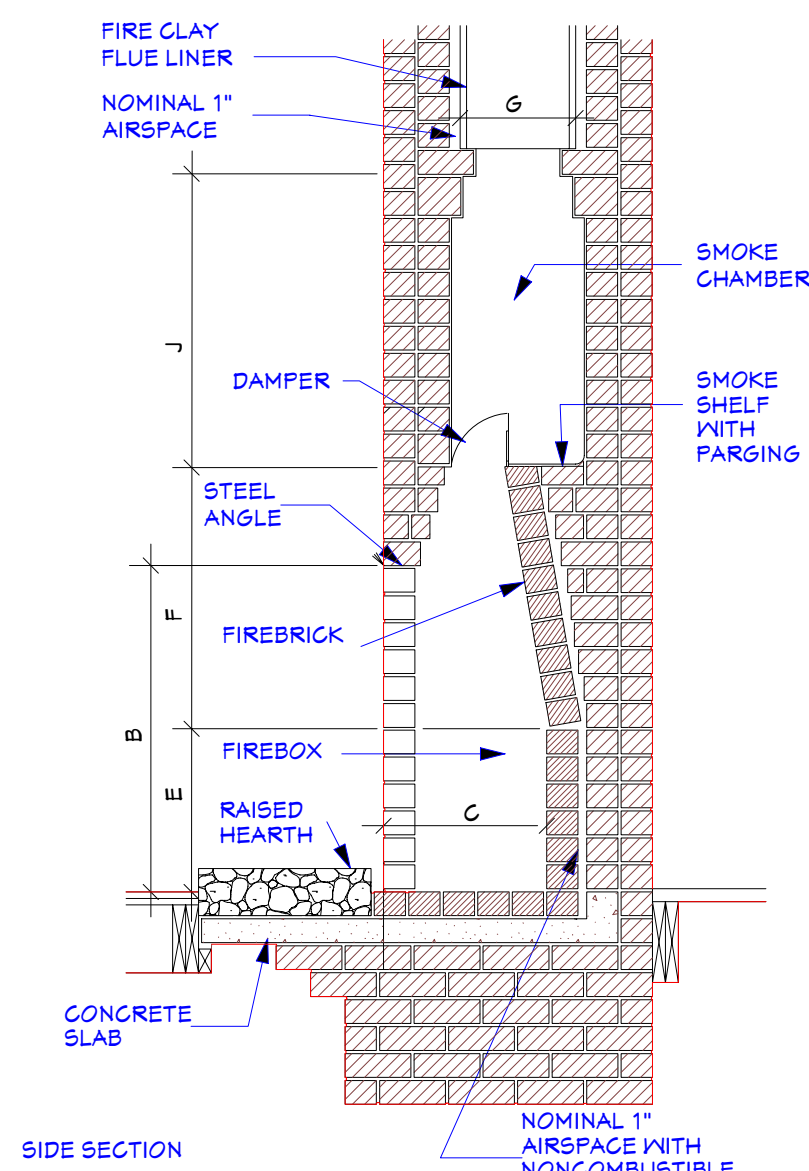 FIRE CLAY
FLUE LINER
NOMINAL 1"
AIRSPACE
G
SMOKE
CHAMBER
J
DAMPER
SMOKE
SHELF
WITH
PARGING
STEEL
ANGLE
F
FIREBRICK
B
FIREBOX
E
C
RAISED
HEARTH
CONCRETE
SLAB
SIDE SECTION
NOMINAL 1"
AIRSPACE WITH
NONCOMBUSTIBLE